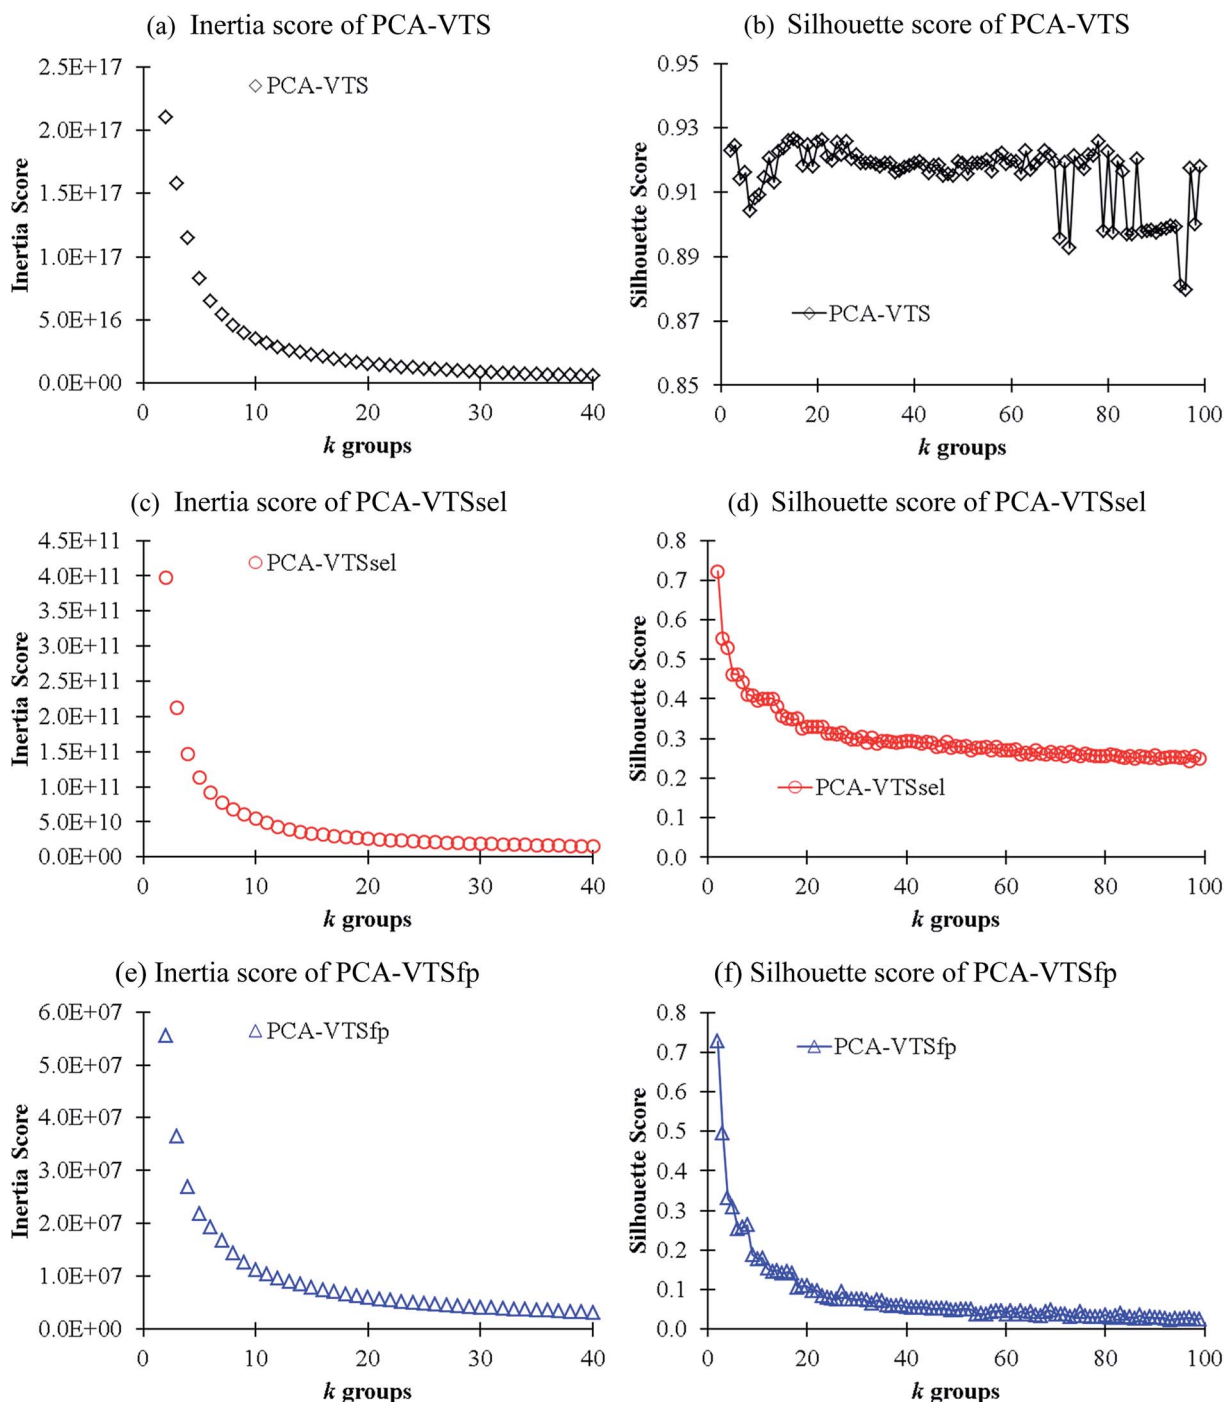 (a) Inertia score of PCA-VTS
2.5E+17
2.0E+17
1.5E+17
1.0E+17
5.0E+16
0.0E+00
Inertia Score
PCA-VTS
0 10 20 30 40
k groups
(b) Silhouette score of PCA-VTS
0.95
0.93
0.91
0.89
0.87
0.85
Silhouette Score
PCA-VTS
0 20 40 60 80 100
k groups
(c) Inertia score of PCA-VTSsel
4.5E+11
4.0E+11
3.5E+11
3.0E+11
2.5E+11
2.0E+11
1.5E+11
1.0E+11
5.0E+10
0.0E+00
Inertia Score
PCA-VTSsel
0 10 20 30 40
k groups
(d) Silhouette score of PCA-VTSsel
0.8
0.7
0.6
0.5
0.4
0.3
0.2
0.1
0.0
Silhouette Score
PCA-VTSsel
0 20 40 60 80 100
k groups
(e) Inertia score of PCA-VTSfp
6.0E+07
5.0E+07
4.0E+07
3.0E+07
2.0E+07
1.0E+07
0.0E+00
Inertia Score
PCA-VTSfp
0 10 20 30 40
k groups
(f) Silhouette score of PCA-VTSfp
0.8
0.7
0.6
0.5
0.4
0.3
0.2
0.1
0.0
Silhouette Score
PCA-VTSfp
0 20 40 60 80 100
k groups